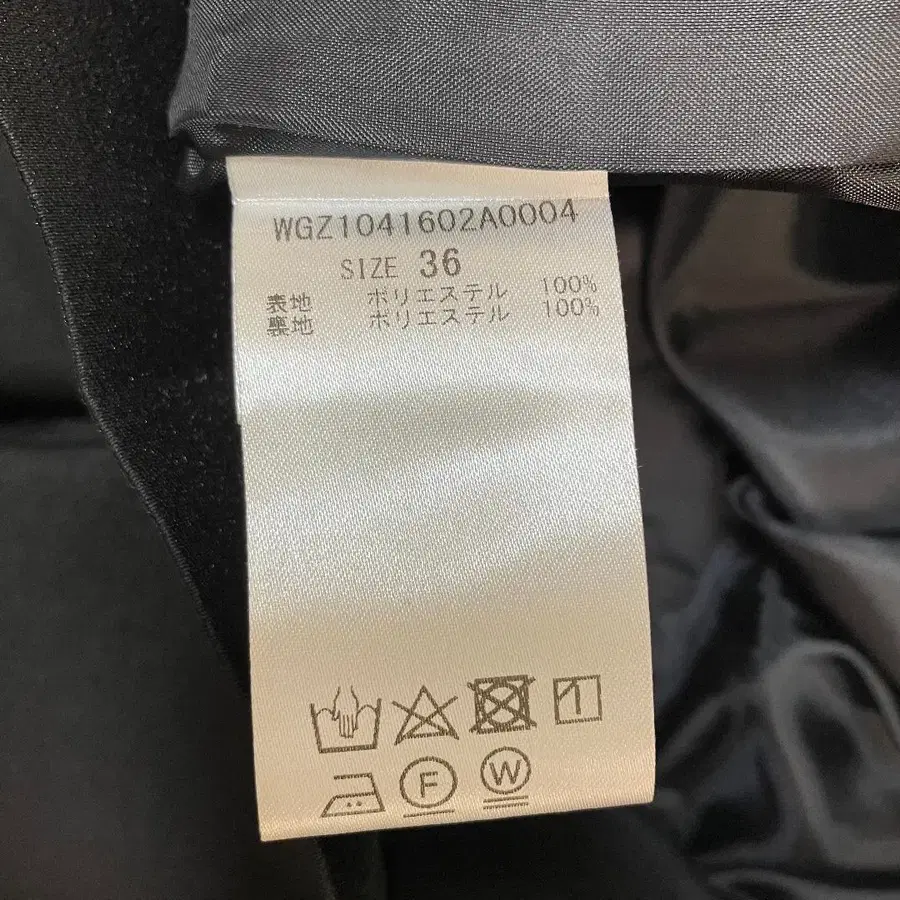 WGZ1041602A0004
SIZE 36
表地 ポリエステル 100%
裏地 ポリエステル 100%
F W